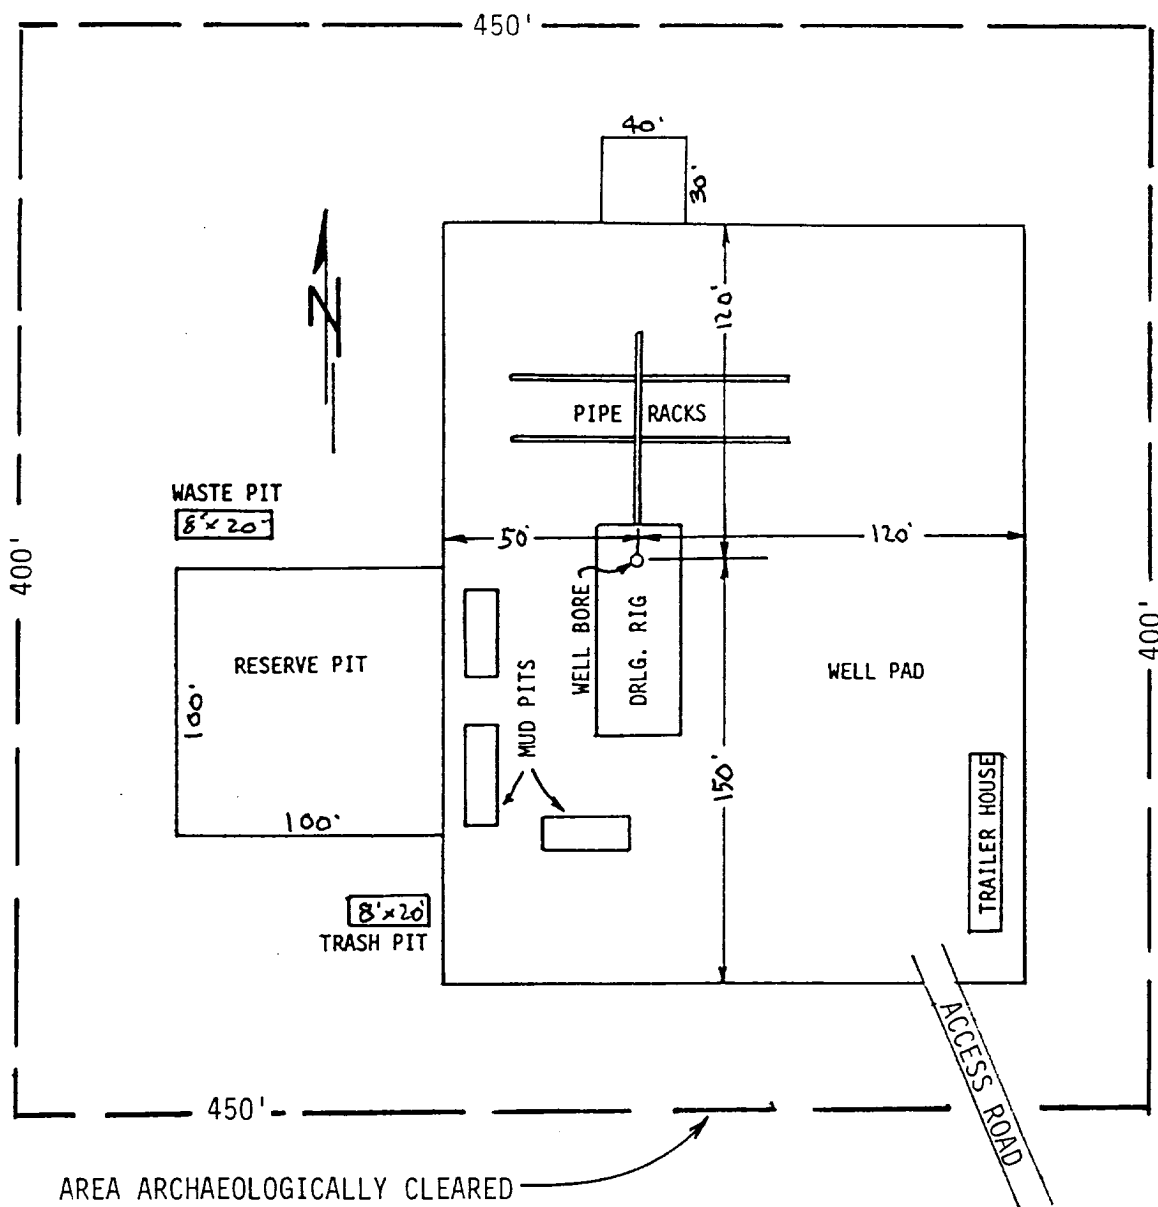 450'
40'
30'
N
120'
PIPE RACKS
WASTE PIT
8'x20'
50'
120'
400'
WELL BORE
DRLG. RIG
RESERVE PIT
WELL PAD
400'
100'
MUD PITS
150'
TRAILER HOUSE
100'
8'x20'
TRASH PIT
ACCESS ROAD
450'
AREA ARCHAEOLOGICALLY CLEARED